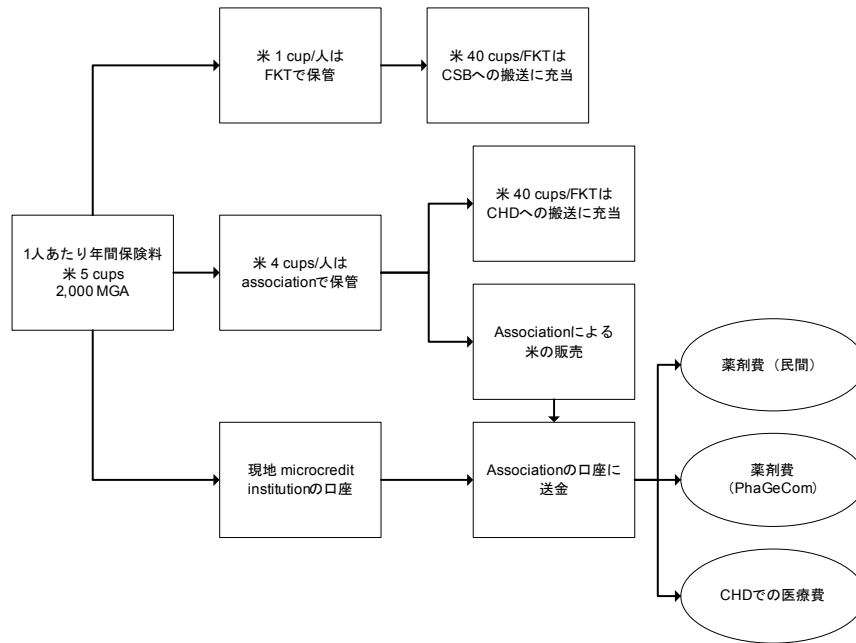 米 1 cup/人は
FKTで保管
米 40 cups/FKTは
CSBへの搬送に充当
1人あたり年間保険料
米 5 cups
2,000 MGA
米 4 cups/人は
associationで保管
米 40 cups/FKTは
CHDへの搬送に充当
Associationによる
米の販売
現地 microcredit
institutionの口座
Associationの口座に
送金
薬剤費（民間）
薬剤費
（PhaGeCom）
CHDでの医療費